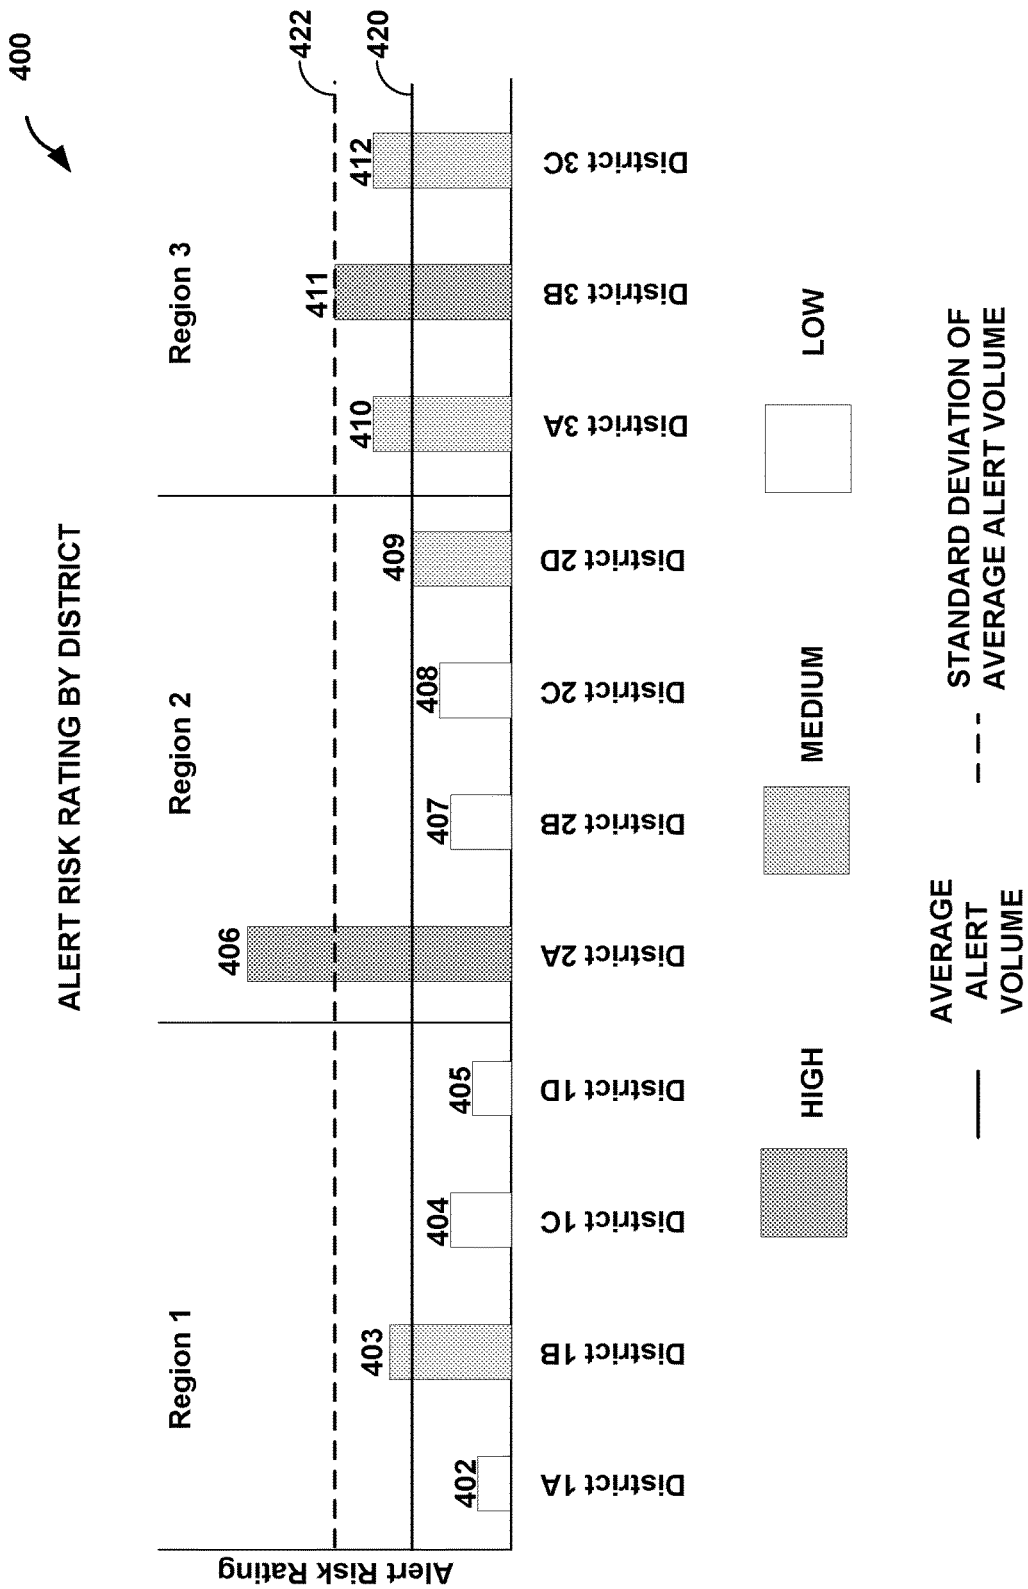 400
ALERT RISK RATING BY DISTRICT
Region 1
Region 2
Region 3
422
420
Alert Risk Rating
402
403
404
405
406
407
408
409
410
411
412
District 1A
District 1B
District 1C
District 1D
District 2A
District 2B
District 2C
District 2D
District 3A
District 3B
District 3C
HIGH
MEDIUM
LOW
AVERAGE
ALERT
VOLUME
STANDARD DEVIATION OF
AVERAGE ALERT VOLUME